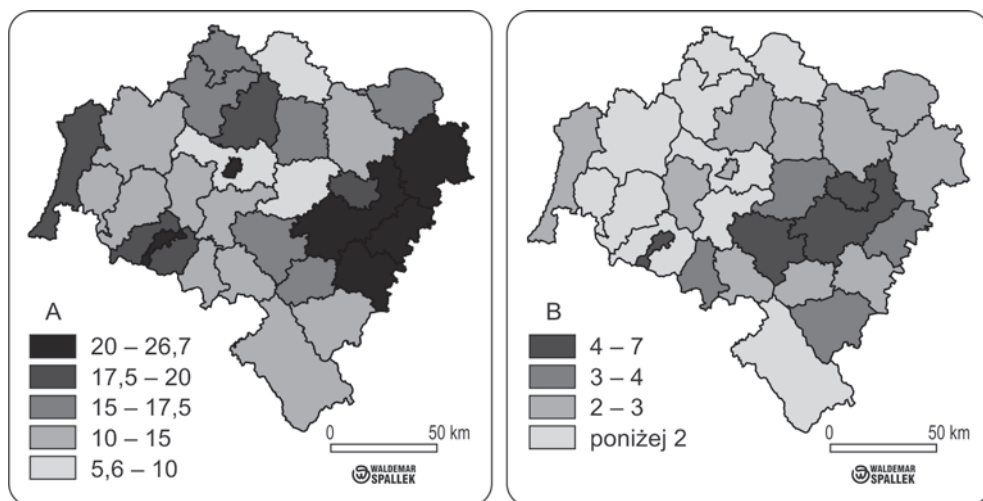 A
20 – 26,7
17,5 – 20
15 – 17,5
10 – 15
5,6 – 10
0 50 km
WALDEMAR
SPALLEK
B
4 – 7
3 – 4
2 – 3
poniżej 2
0 50 km
WALDEMAR
SPALLEK